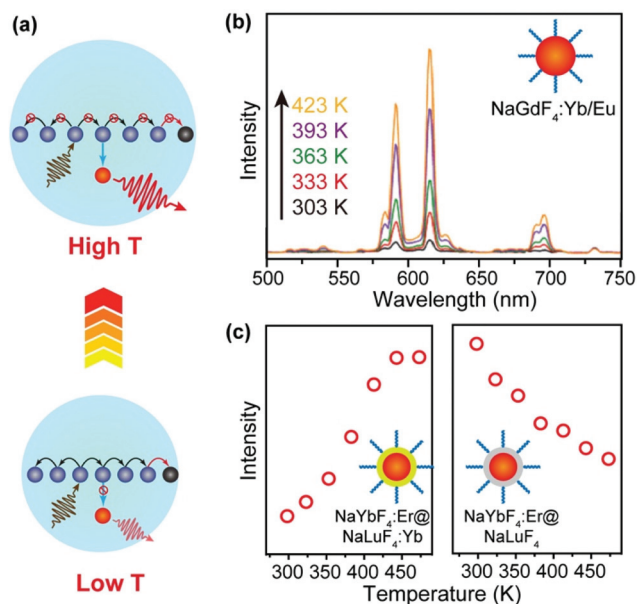 (a)
High T
Low T
(b)
Intensity
423 K
393 K
363 K
333 K
303 K
NaGdF₄:Yb/Eu
500 550 600 650 700 750
Wavelength (nm)
(c)
Intensity
NaYbF₄:Er@
NaLuF₄:Yb
300 350 400 450
NaYbF₄:Er@
NaLuF₄
300 350 400 450
Temperature (K)